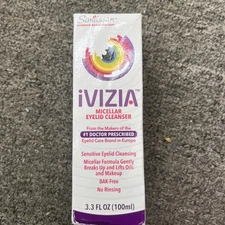 Similasan
iVIZIA™
MICELLAR
EYELID CLEANSER
From the Makers of the
#1 DOCTOR PRESCRIBED
Eyelid Care Brand in Europe
Sensitive Eyelid Cleansing
Micellar Formula Gently
Breaks Up and Lifts Oils
and Makeup
BAK-Free
No Rinsing
3.3 FL OZ (100ml)